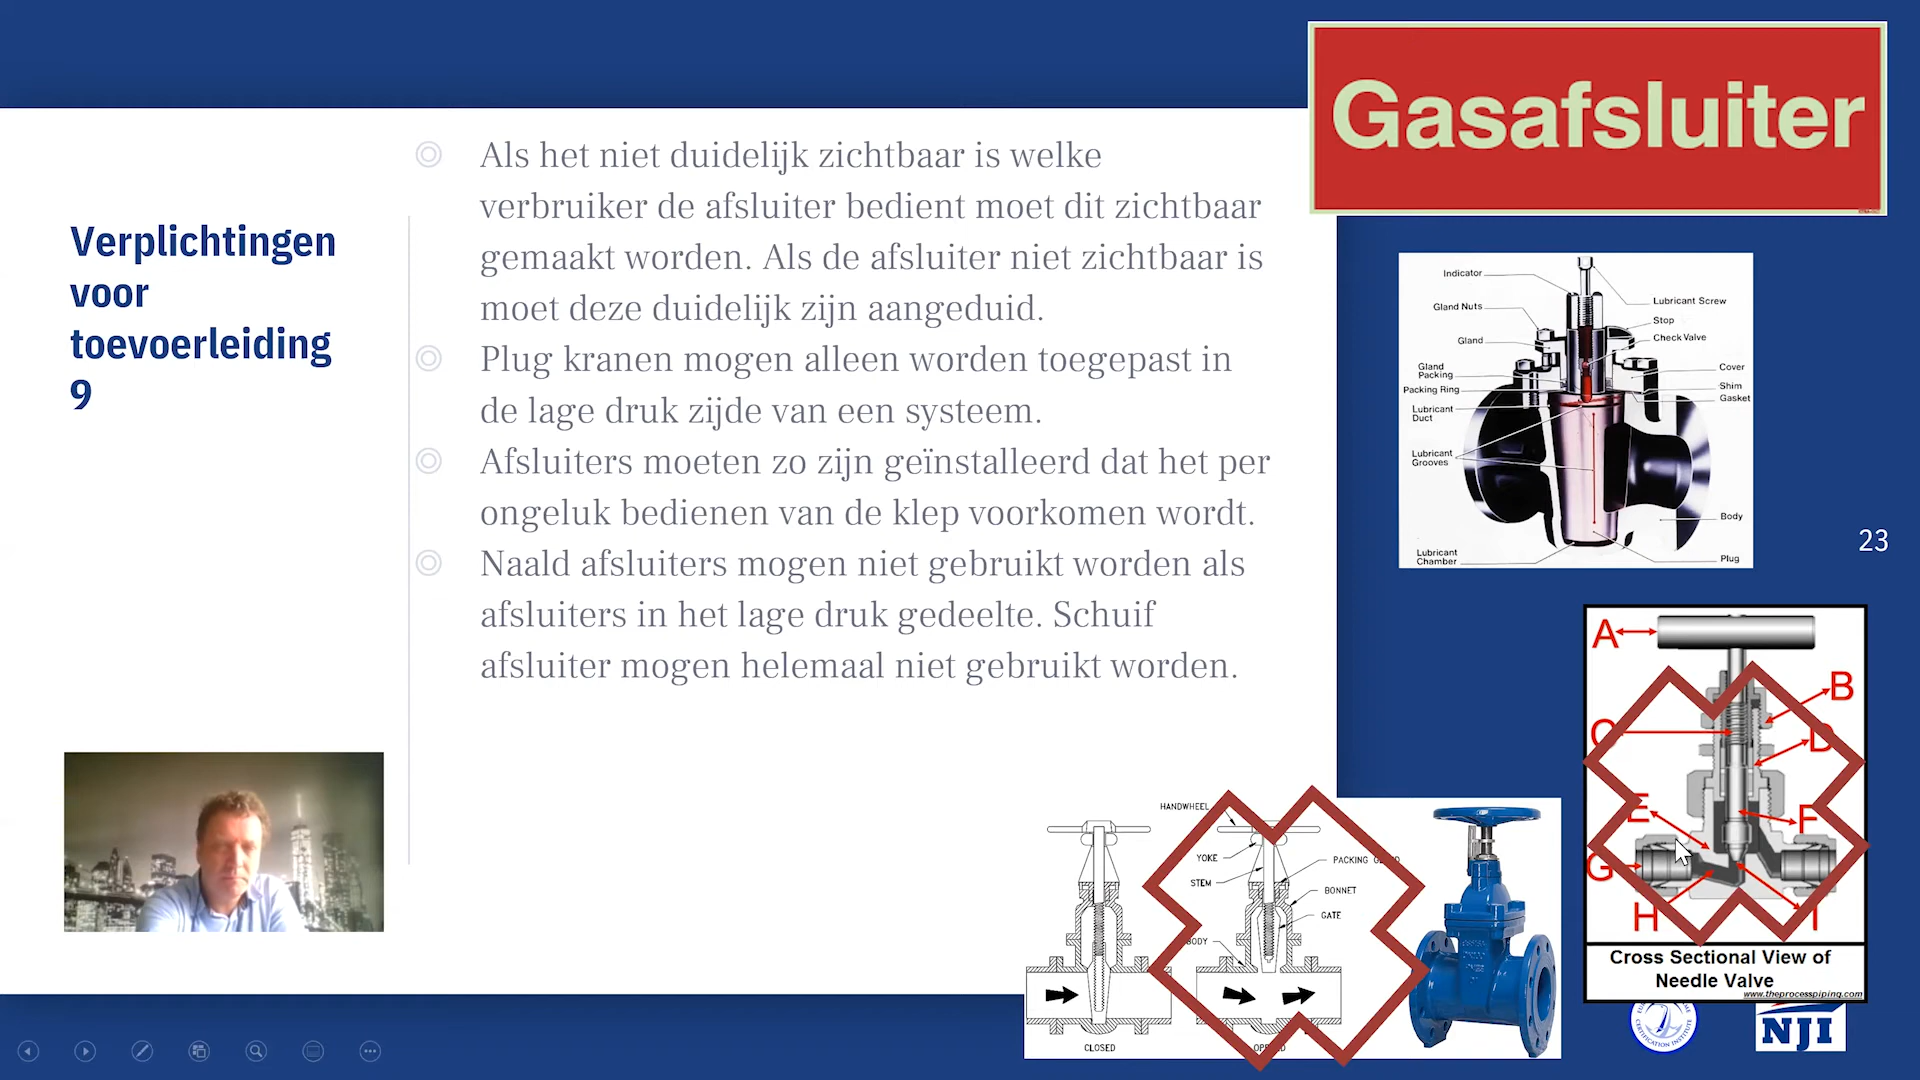 Gasafsluiter
Verplichtingen
voor
toevoerleiding
9
Als het niet duidelijk zichtbaar is welke
verbruiker de afsluiter bedient moet dit zichtbaar
gemaakt worden. Als de afsluiter niet zichtbaar is
moet deze duidelijk zijn aangeduid.
Plug kranen mogen alleen worden toegepast in
de lage druk zijde van een systeem.
Afsluiters moeten zo zijn geïnstalleerd dat het per
ongeluk bedienen van de klep voorkomen wordt.
Naald afsluiters mogen niet gebruikt worden als
afsluiters in het lage druk gedeelte. Schuif
afsluiter mogen helemaal niet gebruikt worden.
Indicator
Gland Nuts
Gland
Gland
Packing
Packing Ring
Lubricant
Duct
Lubricant
Grooves
Lubricant
Chamber
Lubricant Screw
Stop
Check Valve
Cover
Shim
Gasket
Body
Plug
23
A
B
C
D
E
F
G
H
I
Cross Sectional View of
Needle Valve
www.theprocesspiping.com
HANDWHEEL
YOKE
STEM
BODY
PACKING GLAND
BONNET
GATE
CLOSED
NJI